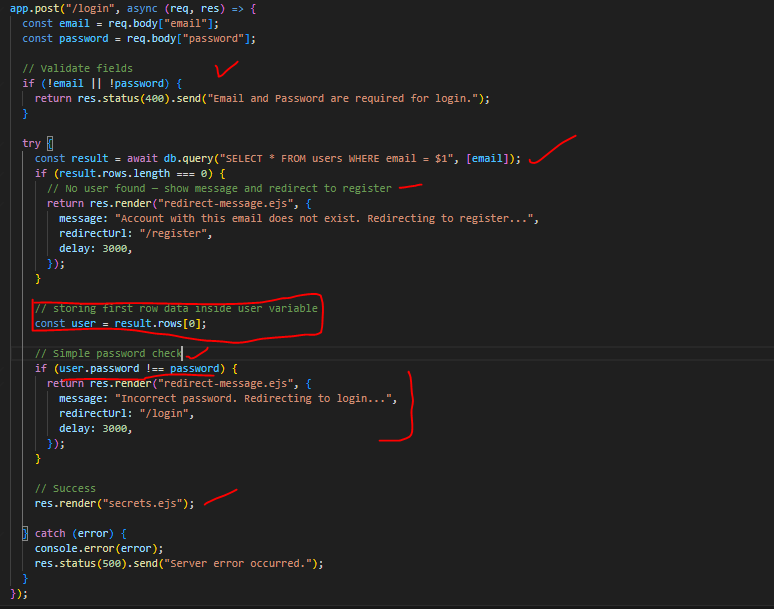 app.post("/login", async (req, res) => {
const email = req.body["email"];
const password = req.body["password"];
// Validate fields
if (!email || !password) {
return res.status(400).send("Email and Password are required for login.");
}
try {
const result = await db.query("SELECT * FROM users WHERE email = $1", [email]);
if (result.rows.length === 0) {
// No user found — show message and redirect to register
return res.render("redirect-message.ejs", {
message: "Account with this email does not exist. Redirecting to register...",
redirectUrl: "/register",
delay: 3000,
});
}
// storing first row data inside user variable
const user = result.rows[0];
// Simple password check
if (user.password !== password) {
return res.render("redirect-message.ejs", {
message: "Incorrect password. Redirecting to login...",
redirectUrl: "/login",
delay: 3000,
});
}
// Success
res.render("secrets.ejs");
} catch (error) {
console.error(error);
res.status(500).send("Server error occurred.");
}
});